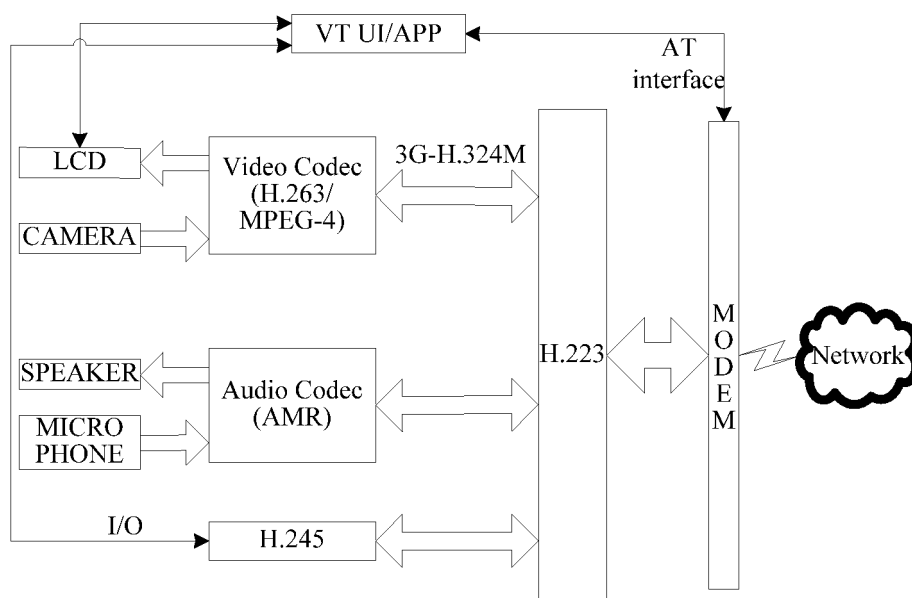 VT UI/APP
AT
interface
LCD
Video Codec
(H.263/
MPEG-4)
3G-H.324M
CAMERA
SPEAKER
Audio Codec
(AMR)
MICRO
PHONE
I/O
H.245
H.223
MODEM
Network